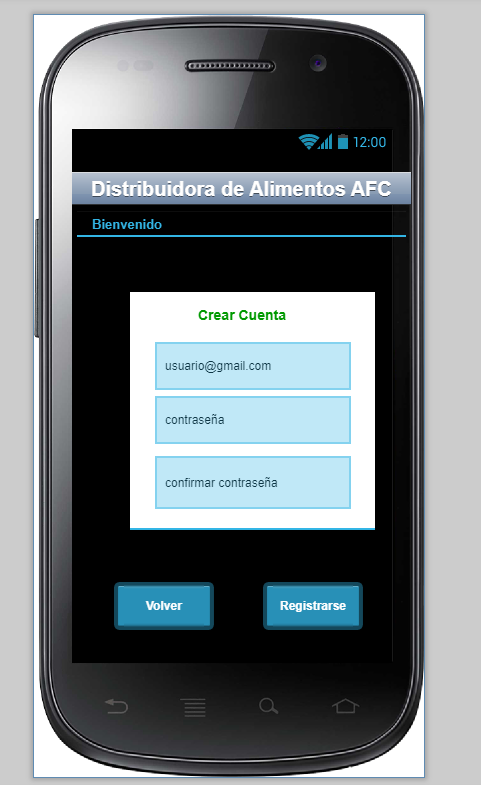 12:00
Distribuidora de Alimentos AFC
Bienvenido
Crear Cuenta
usuario@gmail.com
contraseña
confirmar contraseña
Volver
Registrarse